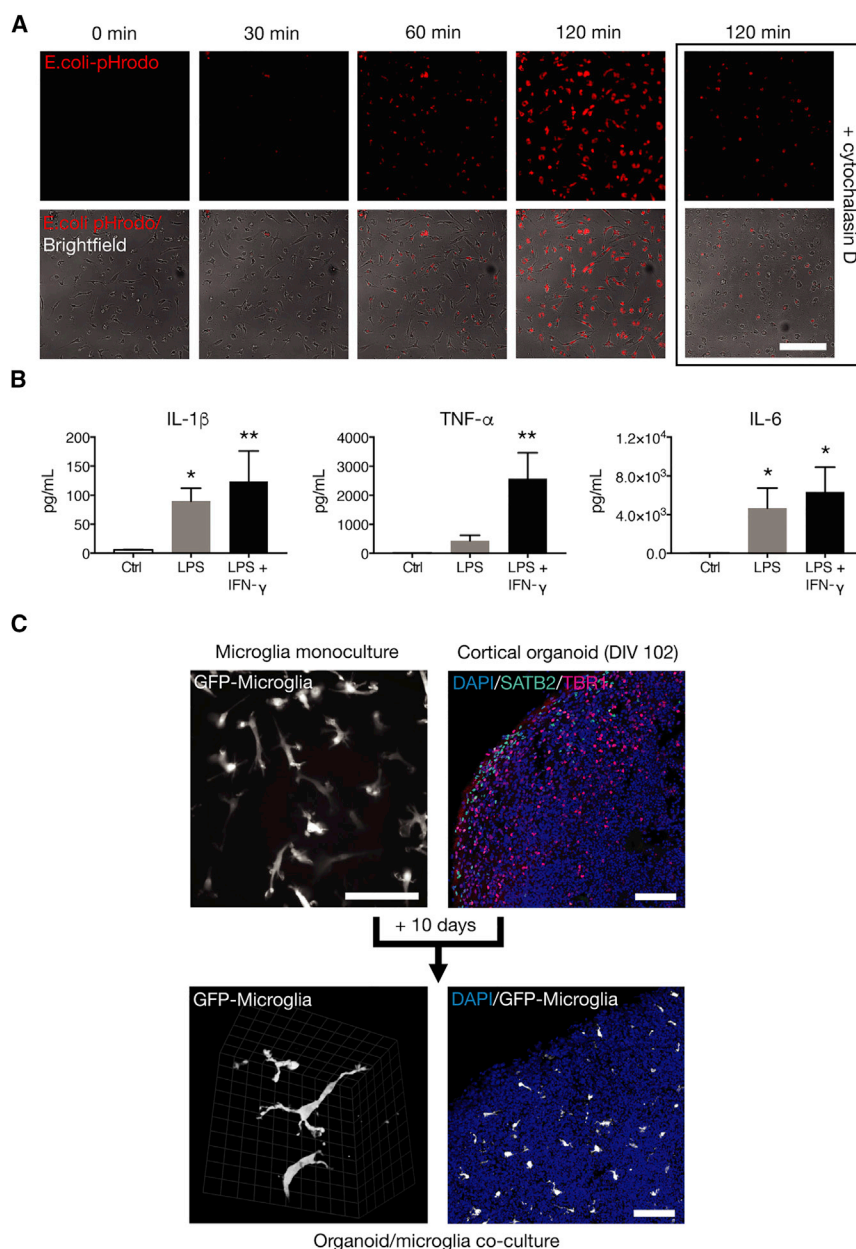 A
0 min
30 min
60 min
120 min
120 min
E.coli-pHrodo
+ cytochalasin D
E.coli pHrodo/
Brightfield
B
IL-1β
TNF-α
IL-6
pg/mL
200
150
100
50
0
**
*
Ctrl
LPS
LPS +
IFN-γ
pg/mL
4000
3000
2000
1000
0
**
Ctrl
LPS
LPS +
IFN-γ
pg/mL
1.2×10⁴
8.0×10³
4.0×10³
0.0
*
*
Ctrl
LPS
LPS +
IFN-γ
C
Microglia monoculture
Cortical organoid (DIV 102)
GFP-Microglia
DAPI/SATB2/TBR1
+ 10 days
GFP-Microglia
DAPI/GFP-Microglia
Organoid/microglia co-culture